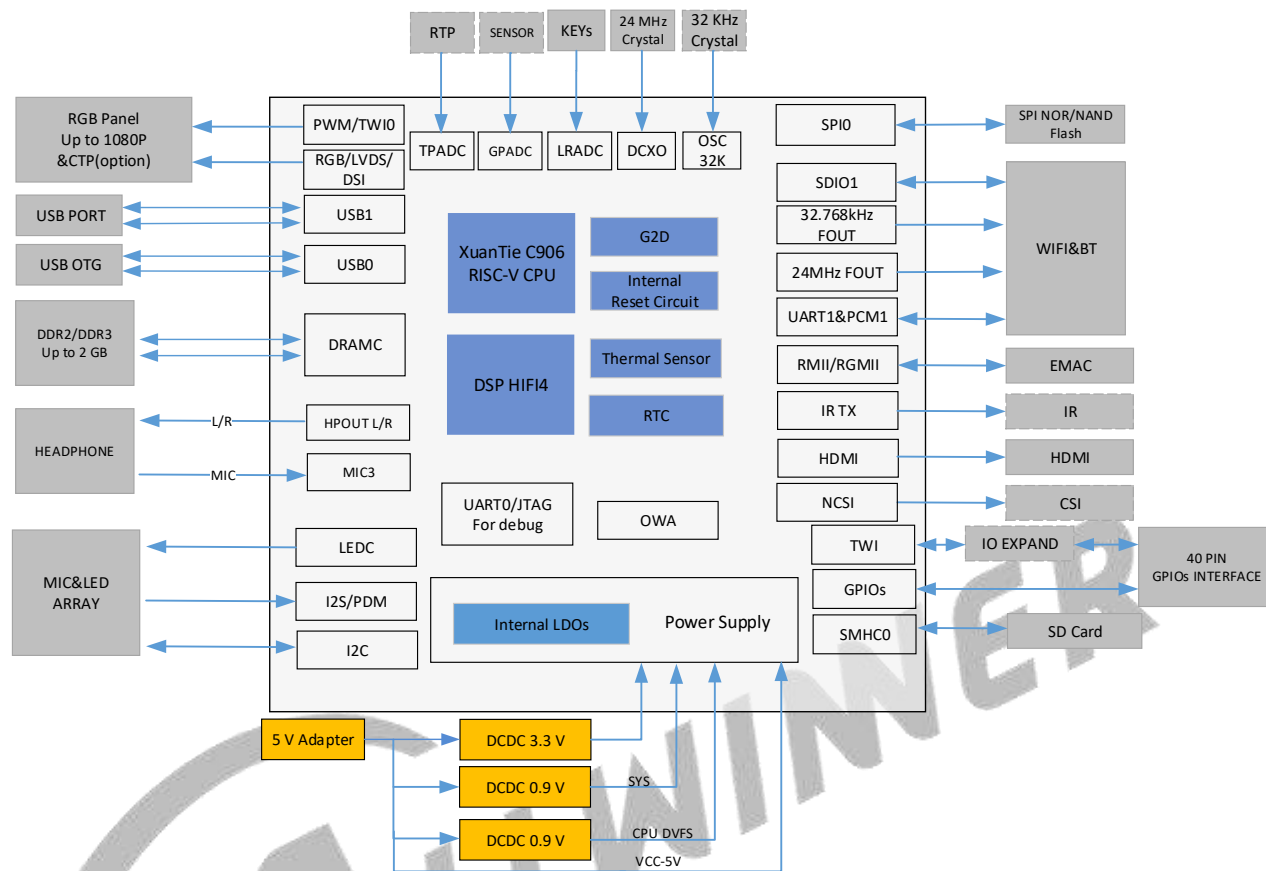 RTP
SENSOR
KEYs
24 MHz
Crystal
32 KHz
Crystal
RGB Panel
Up to 1080P
&CTP(option)
PWM/TWI0
RGB/LVDS/
DSI
TPADC
GPADC
LRADC
DCXO
OSC
32K
SPI0
SPI NOR/NAND
Flash
USB PORT
USB1
USB OTG
USB0
XuanTie C906
RISC-V CPU
G2D
Internal
Reset Circuit
SDIO1
32.768kHz
FOUT
24MHz FOUT
UART1&PCM1
WIFI&BT
DDR2/DDR3
Up to 2 GB
DRAMC
DSP HIFI4
Thermal Sensor
RTC
RMII/RGMII
EMAC
IR TX
IR
HEADPHONE
L/R
HPOUT L/R
MIC
MIC3
HDMI
HDMI
NCSI
CSI
UART0/JTAG
For debug
OWA
TWI
IO EXPAND
40 PIN
GPIOs INTERFACE
GPIOs
SMHC0
SD Card
MIC&LED
ARRAY
LEDC
I2S/PDM
I2C
Internal LDOs
Power Supply
5 V Adapter
DCDC 3.3 V
DCDC 0.9 V
SYS
DCDC 0.9 V
CPU DVFS
VCC-5V
ALLWINNER